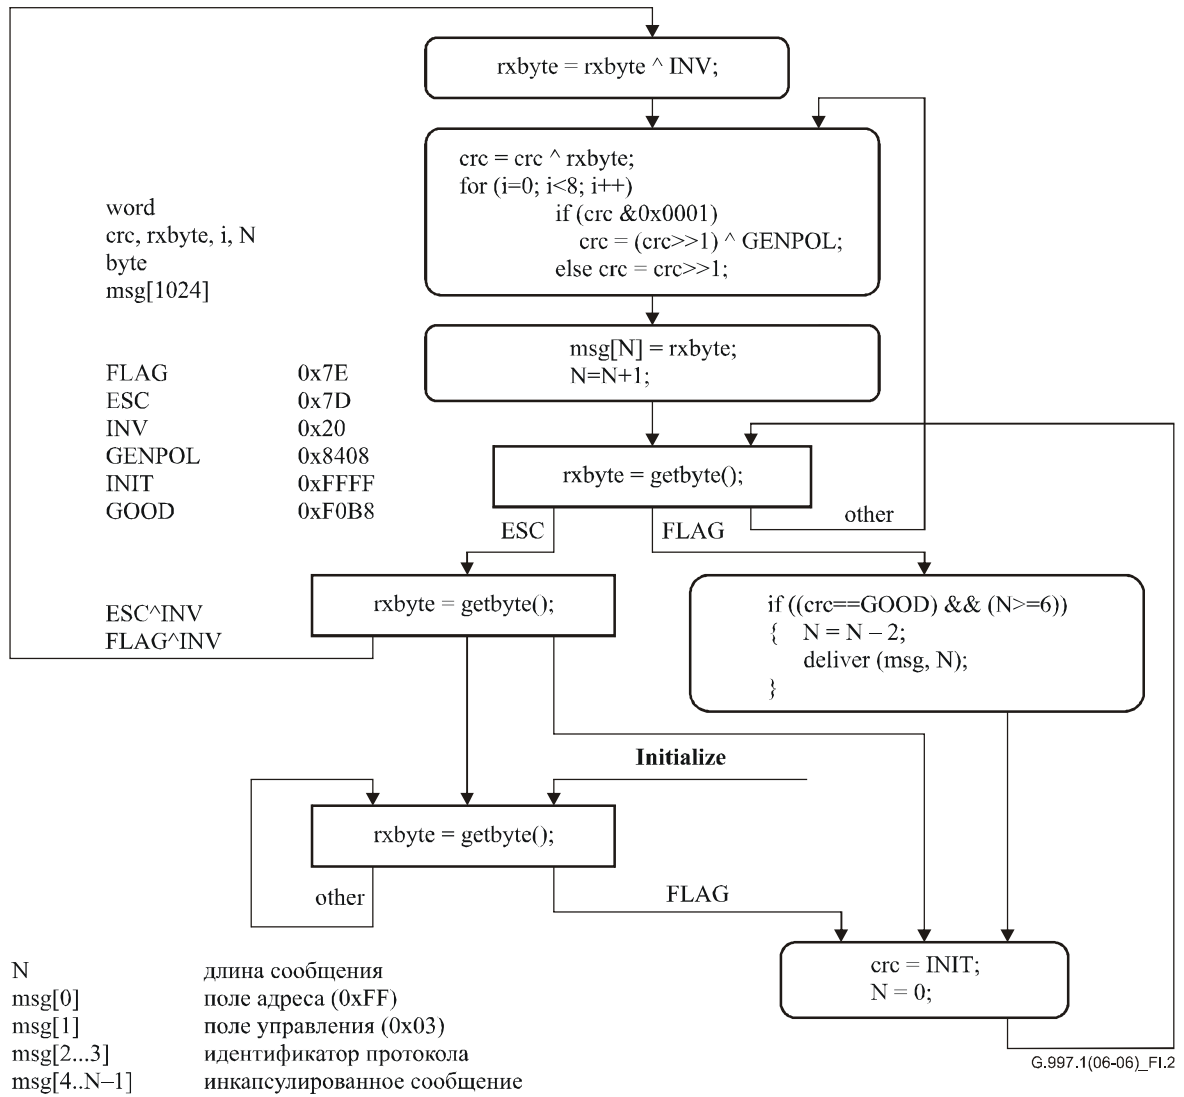 rxbyte = rxbyte ^ INV;
crc = crc ^ rxbyte;
for (i=0; i<8; i++)
if (crc &0x0001)
crc = (crc>>1) ^ GENPOL;
else crc = crc>>1;
word
crc, rxbyte, i, N
byte
msg[1024]
msg[N] = rxbyte;
N=N+1;
FLAG 0x7E
ESC 0x7D
INV 0x20
GENPOL 0x8408
INIT 0xFFFF
GOOD 0xF0B8
rxbyte = getbyte();
ESC
FLAG
other
rxbyte = getbyte();
ESC^INV
FLAG^INV
if ((crc==GOOD) && (N>=6))
{ N = N – 2;
deliver (msg, N);
}
Initialize
rxbyte = getbyte();
other
FLAG
crc = INIT;
N = 0;
N длина сообщения
msg[0] поле адреса (0xFF)
msg[1] поле управления (0x03)
msg[2...3] идентификатор протокола
msg[4..N–1] инкапсулированное сообщение
G.997.1(06-06)_FI.2